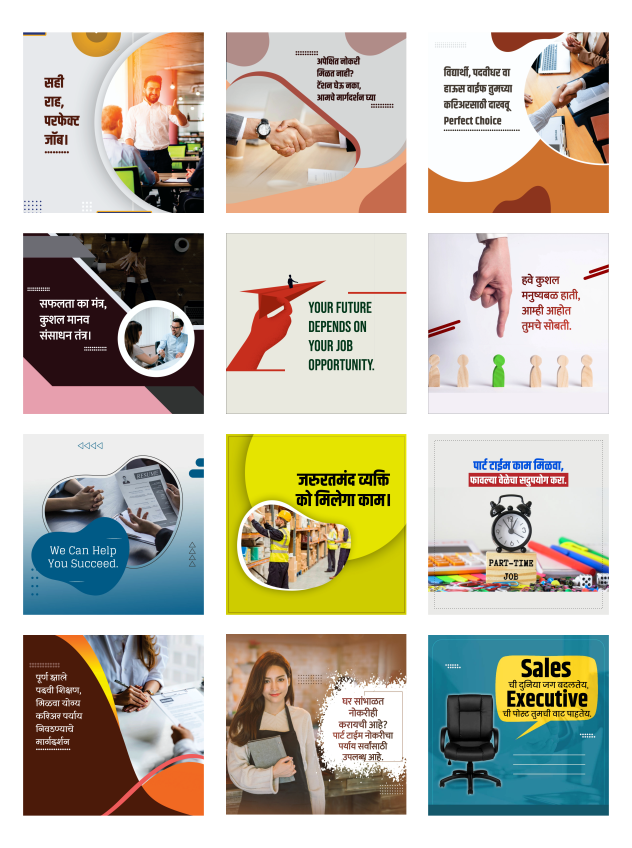 सही
राह,
परफेक्ट
जॉब।
अपेक्षित नोकरी
मिळत नाही?
टेंशन घेऊ नका,
आमचे मार्गदर्शन घ्या
विद्यार्थी, पदवीधर वा
हाऊस वाईफ तुमच्या
करिअरसाठी दाखवू
Perfect Choice
सफलता का मंत्र,
कुशल मानव
संसाधन तंत्र।
YOUR FUTURE
DEPENDS ON
YOUR JOB
OPPORTUNITY.
हवे कुशल
मनुष्यबळ हाती,
आम्ही आहोत
तुमचे सोबती.
RESUME
We Can Help
You Succeed.
जरुरतमंद व्यक्ति
को मिलेगा काम।
पार्ट टाईम काम मिळवा,
फावल्या वेळेचा सदुपयोग करा.
PART-TIME
JOB
पूर्ण झाले
पदवी शिक्षण,
मिळवा योग्य
करिअर पर्याय
निवडण्याचे
मार्गदर्शन
घर सांभाळत
नोकरीही
करायची आहे?
पार्ट टाईम नोकरीचा
पर्याय सर्वांसाठी
उपलब्ध आहे.
Sales
ची दुनिया जग बदलतेय,
Executive
ची पोस्ट तुमची वाट पाहतेय.